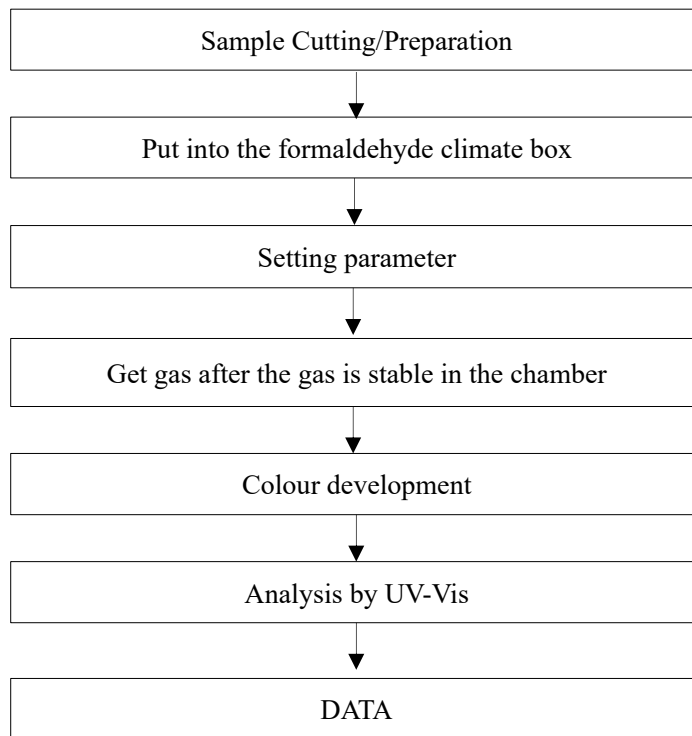 Sample Cutting/Preparation
Put into the formaldehyde climate box
Setting parameter
Get gas after the gas is stable in the chamber
Colour development
Analysis by UV-Vis
DATA